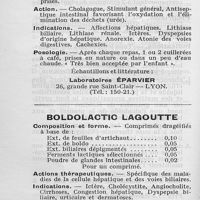 Action. — Cholagogue, Stimulant général, Antisep-
tique intestinal favorisant l'oxydation et l'éli-
mination des déchets (urée).
Indications. — Affections hépatiques, Lithiase
biliaire, Lithiase rénale. Ictères. Dyspepsies
d'origine hépatique. Anorexie. Atonie des voies
digestives, Cachexies.
Posologie. — Après chaque repas, 1 ou 2 cuillerées
à café, prises en nature ou dans un peu d'eau
chaude. « Très bien acceptée par l'enfant ».
Échantillons et littérature :
Laboratoires ÉPARVIER
26, grande rue Saint-Clair — LYON.
(Tél. : 150-21.)
BOLDOLACTIC LAGOUTTE
Composition et forme. — Comprimés dragéifiés
à base de :
Ext. de feuilles d'artichaut 0,10
Ext. de boldo 0,05
Ext. biliaires dépigmentés 0,05
Ferments lactiques sélectionnés 0,05
Poudre de glandes intestinales 0,02
Pour un comprimé.
Actions thérapeutiques. — Spécifique des mala-
dies de la cellule hépatique et des voies biliaires.
Indications. — Ictère, Cholécystite, Angiocholite,
Cirrhoses, Congestion hépatique, Dyspepsie bi-
liaire, urticaire et dermatoses.